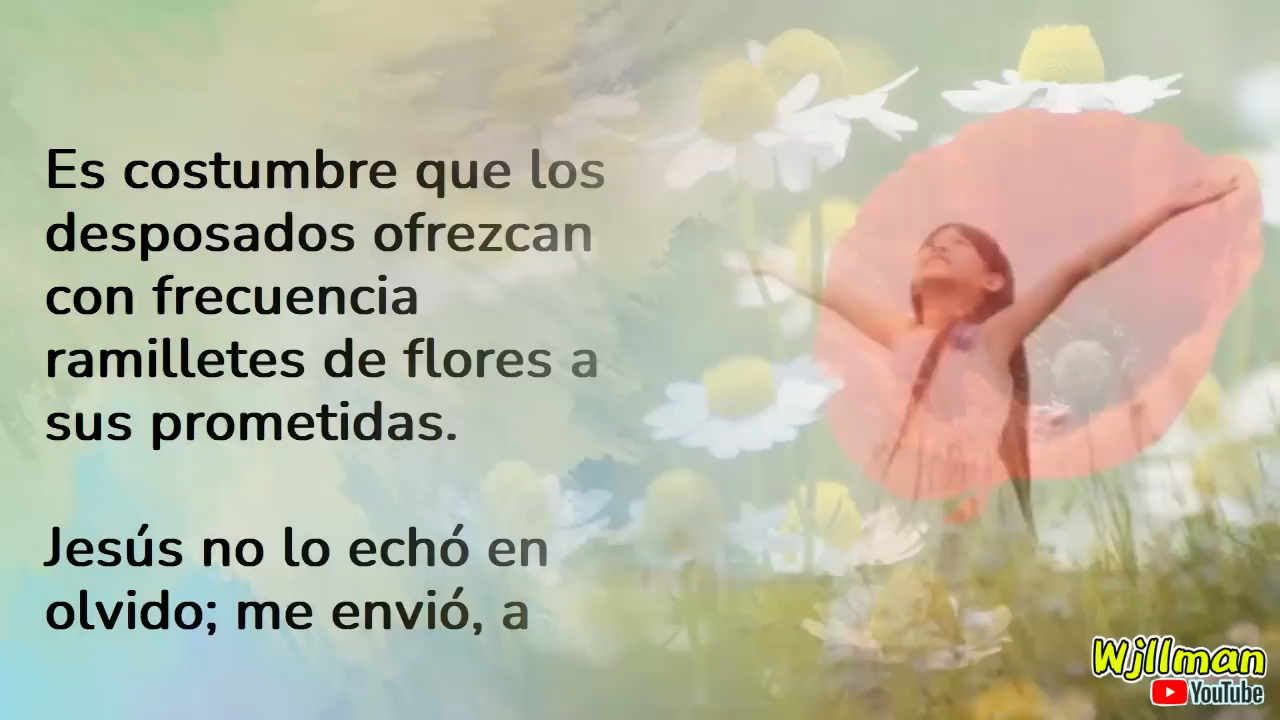 Es costumbre que los
desposados ofrezcan
con frecuencia
ramilletes de flores a
sus prometidas.
Jesús no lo echó en
olvido; me envió, a
Wjllman
YouTube